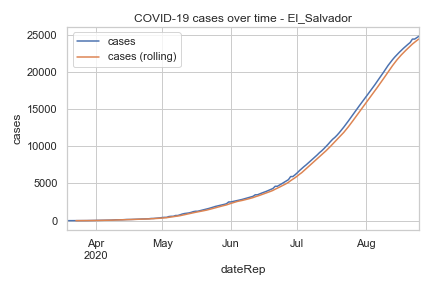 COVID-19 cases over time - El_Salvador
cases
cases (rolling)
25000
20000
15000
10000
5000
0
cases
Apr
2020
May
Jun
Jul
Aug
dateRep